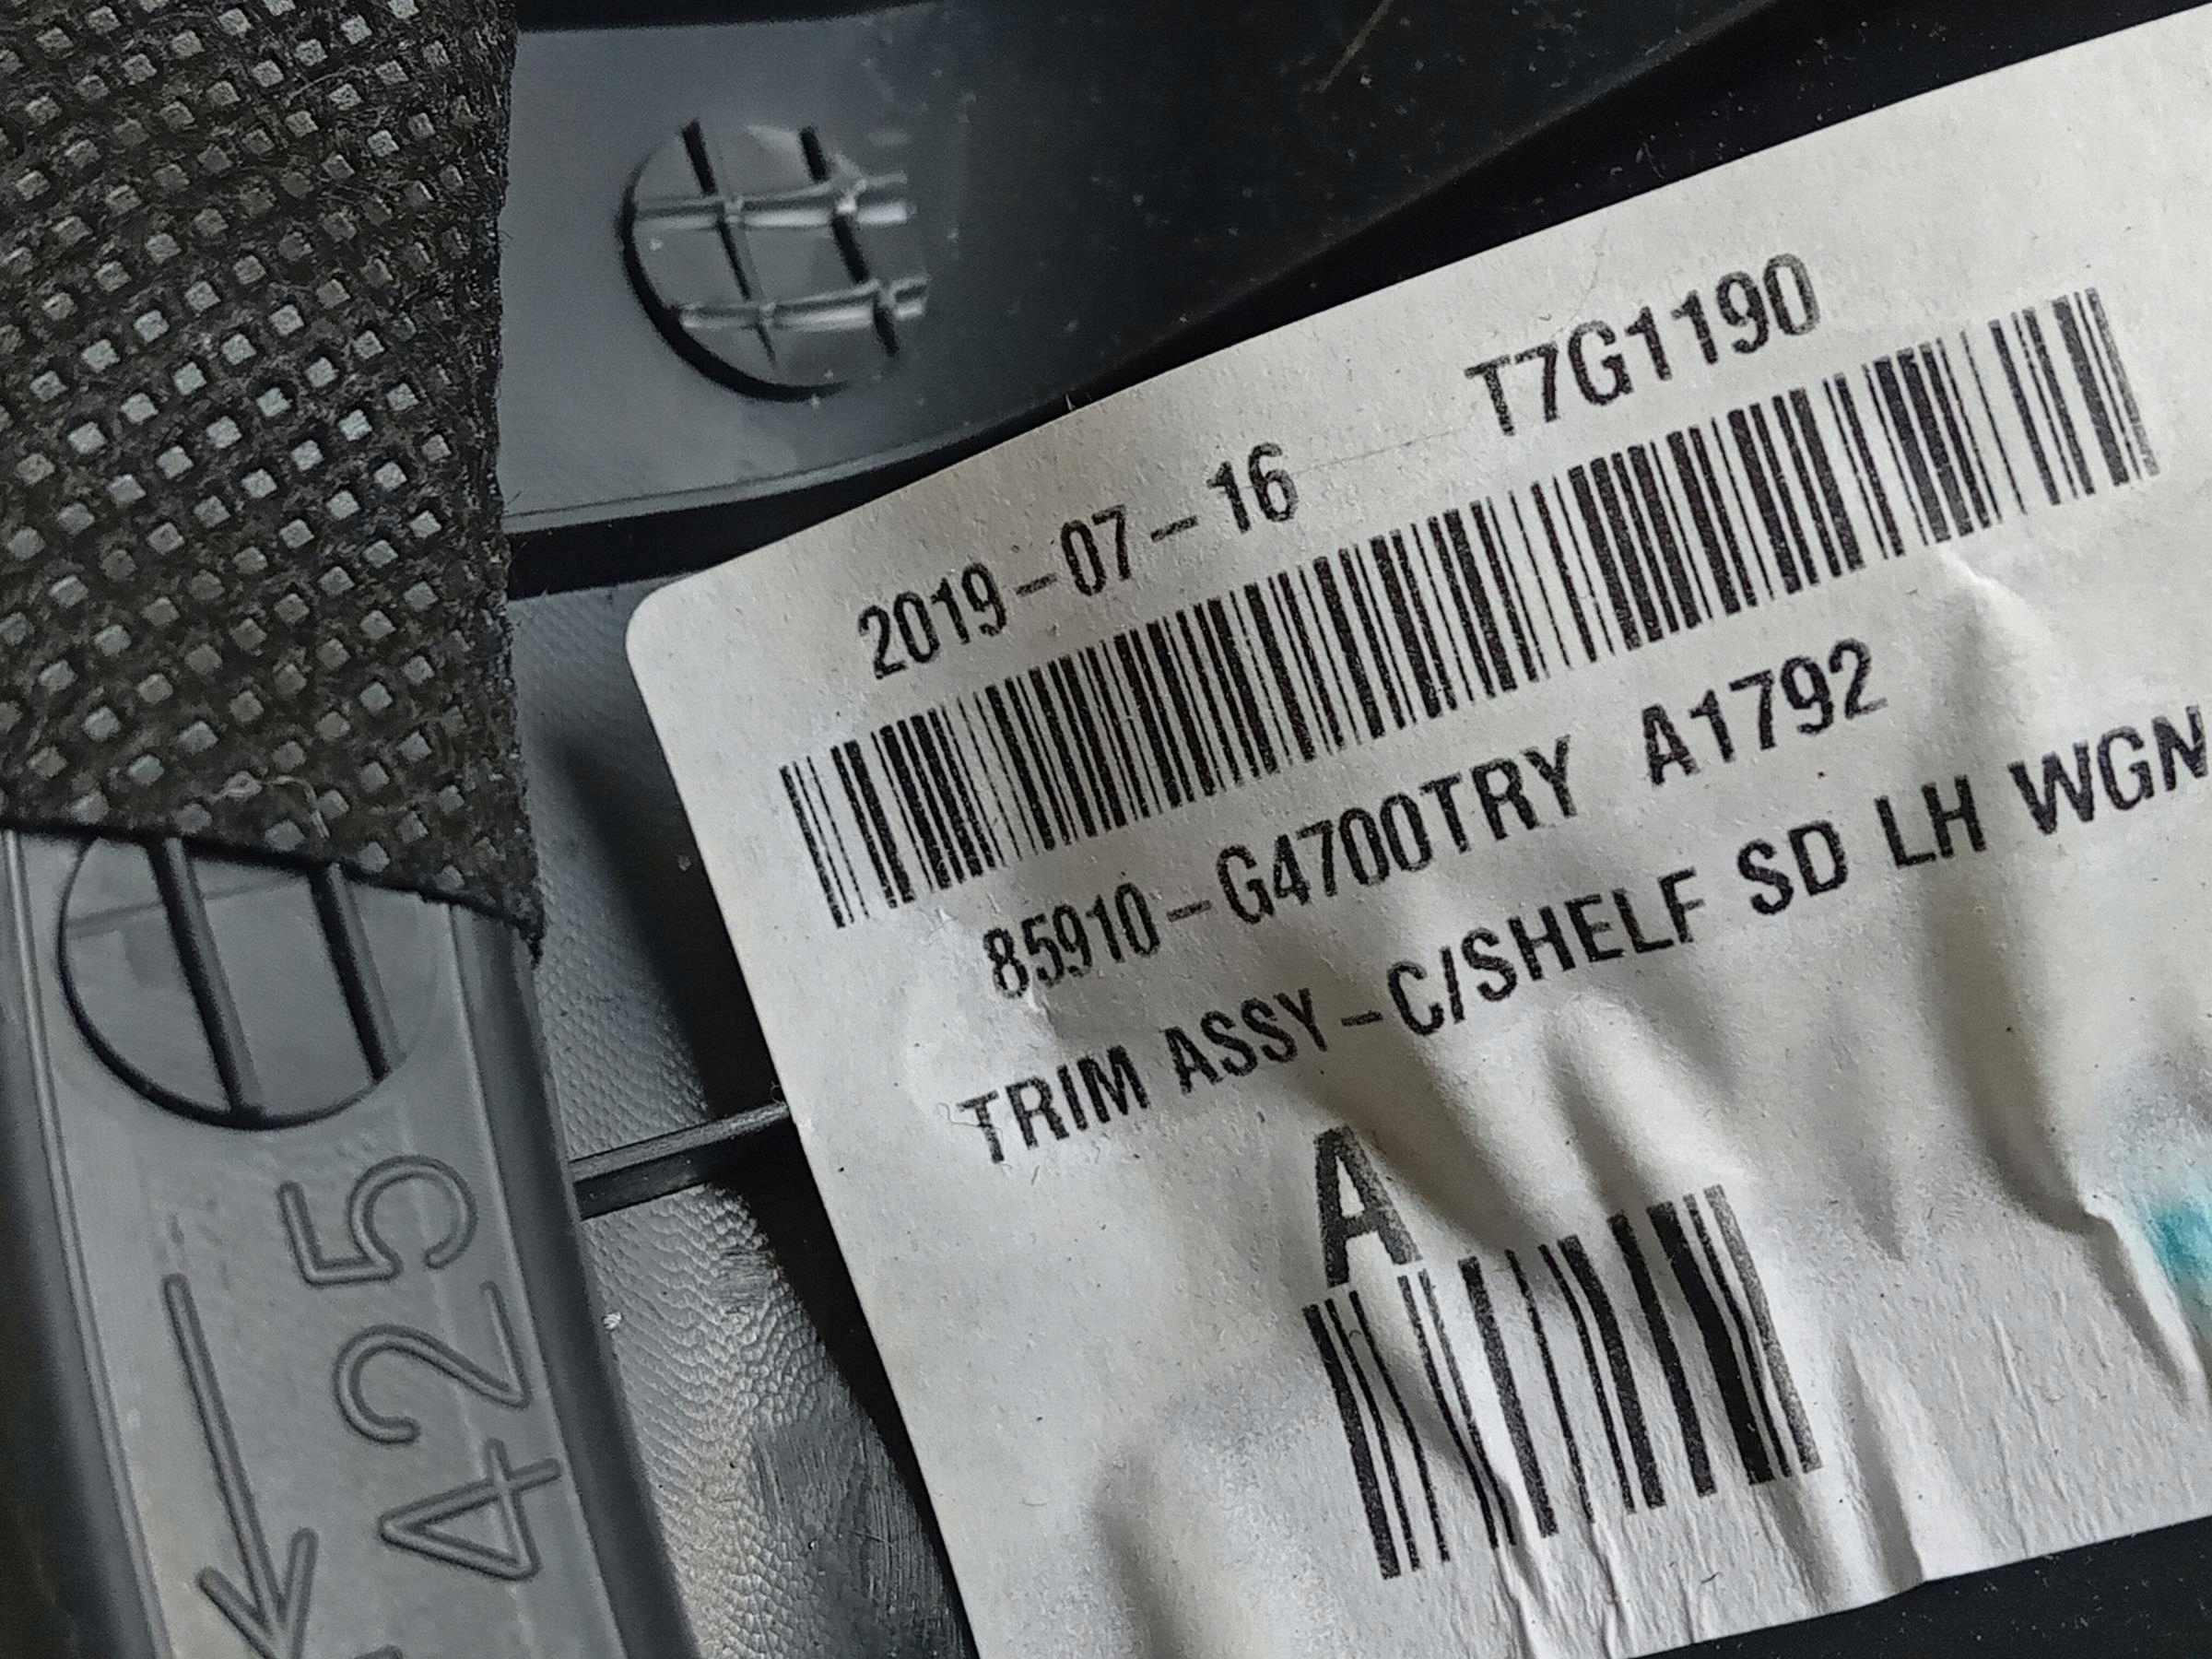 2019-07-16 T7G1190
85910-G4700TRY A1792
TRIM ASSY-C/SHELF SD LH WGN
A
425